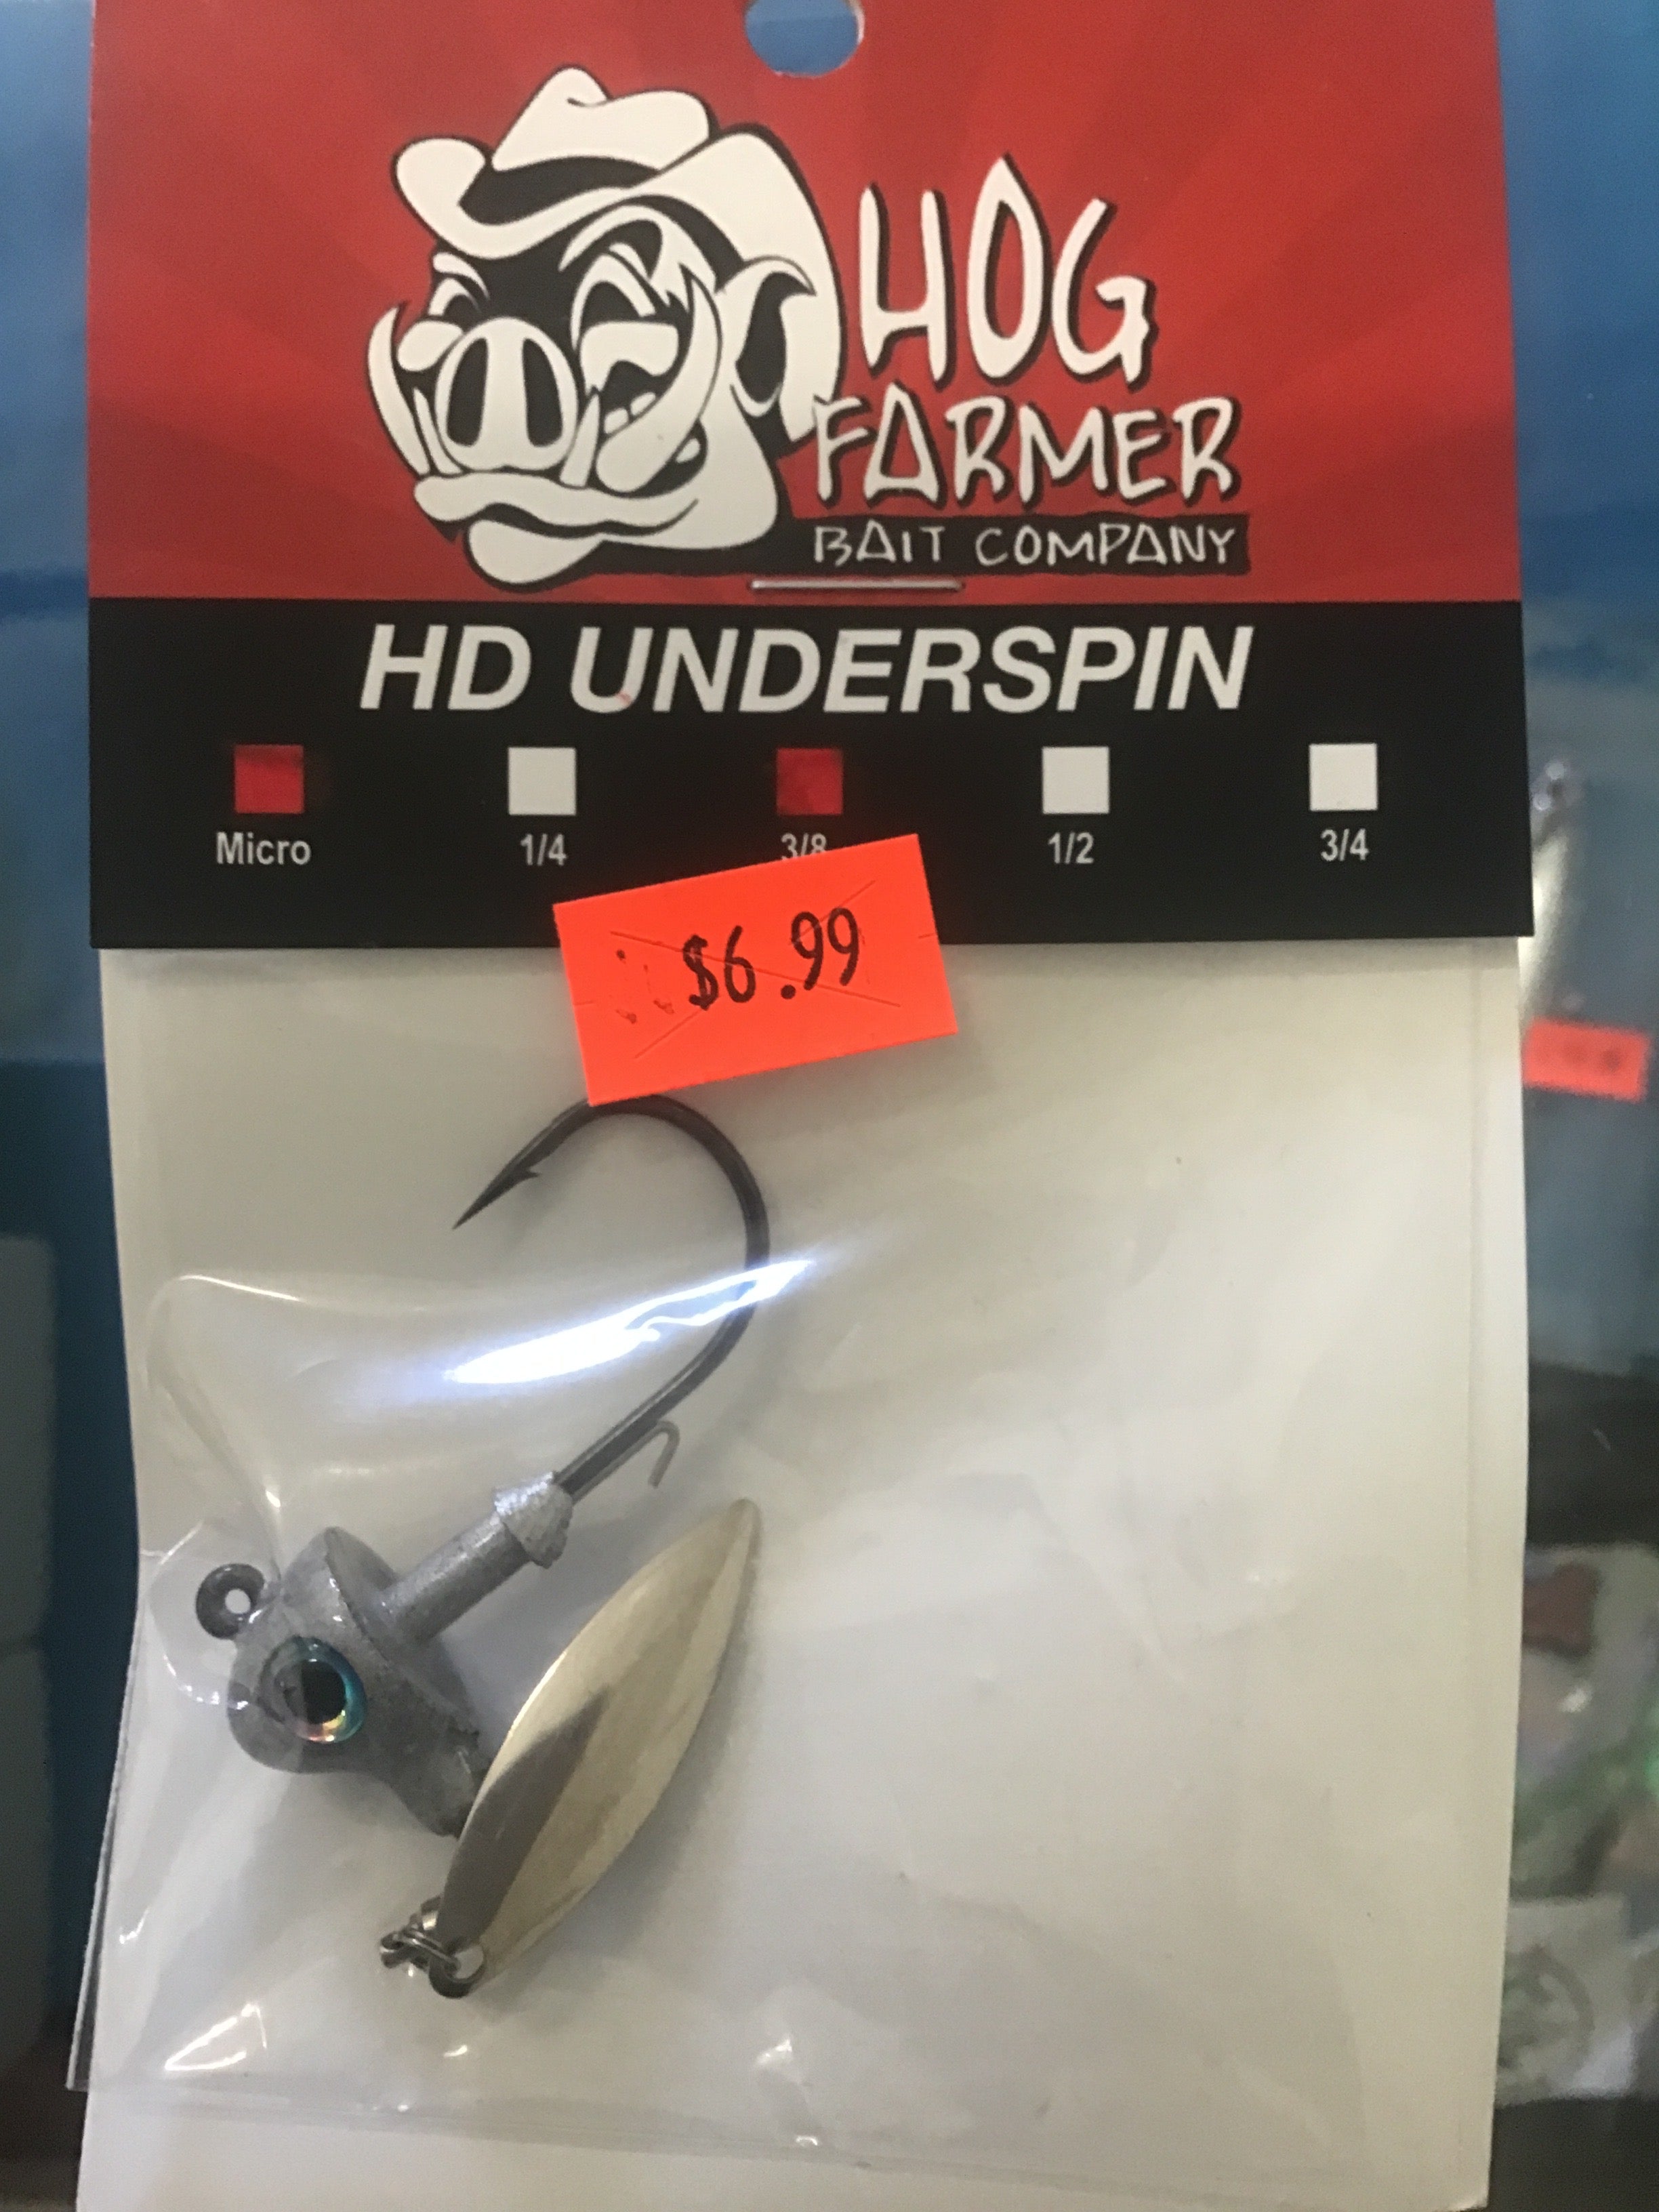 HOG
FARMER
BAIT COMPANY
HD UNDERSPIN
Micro 1/4 3/8 1/2 3/4
$6.99